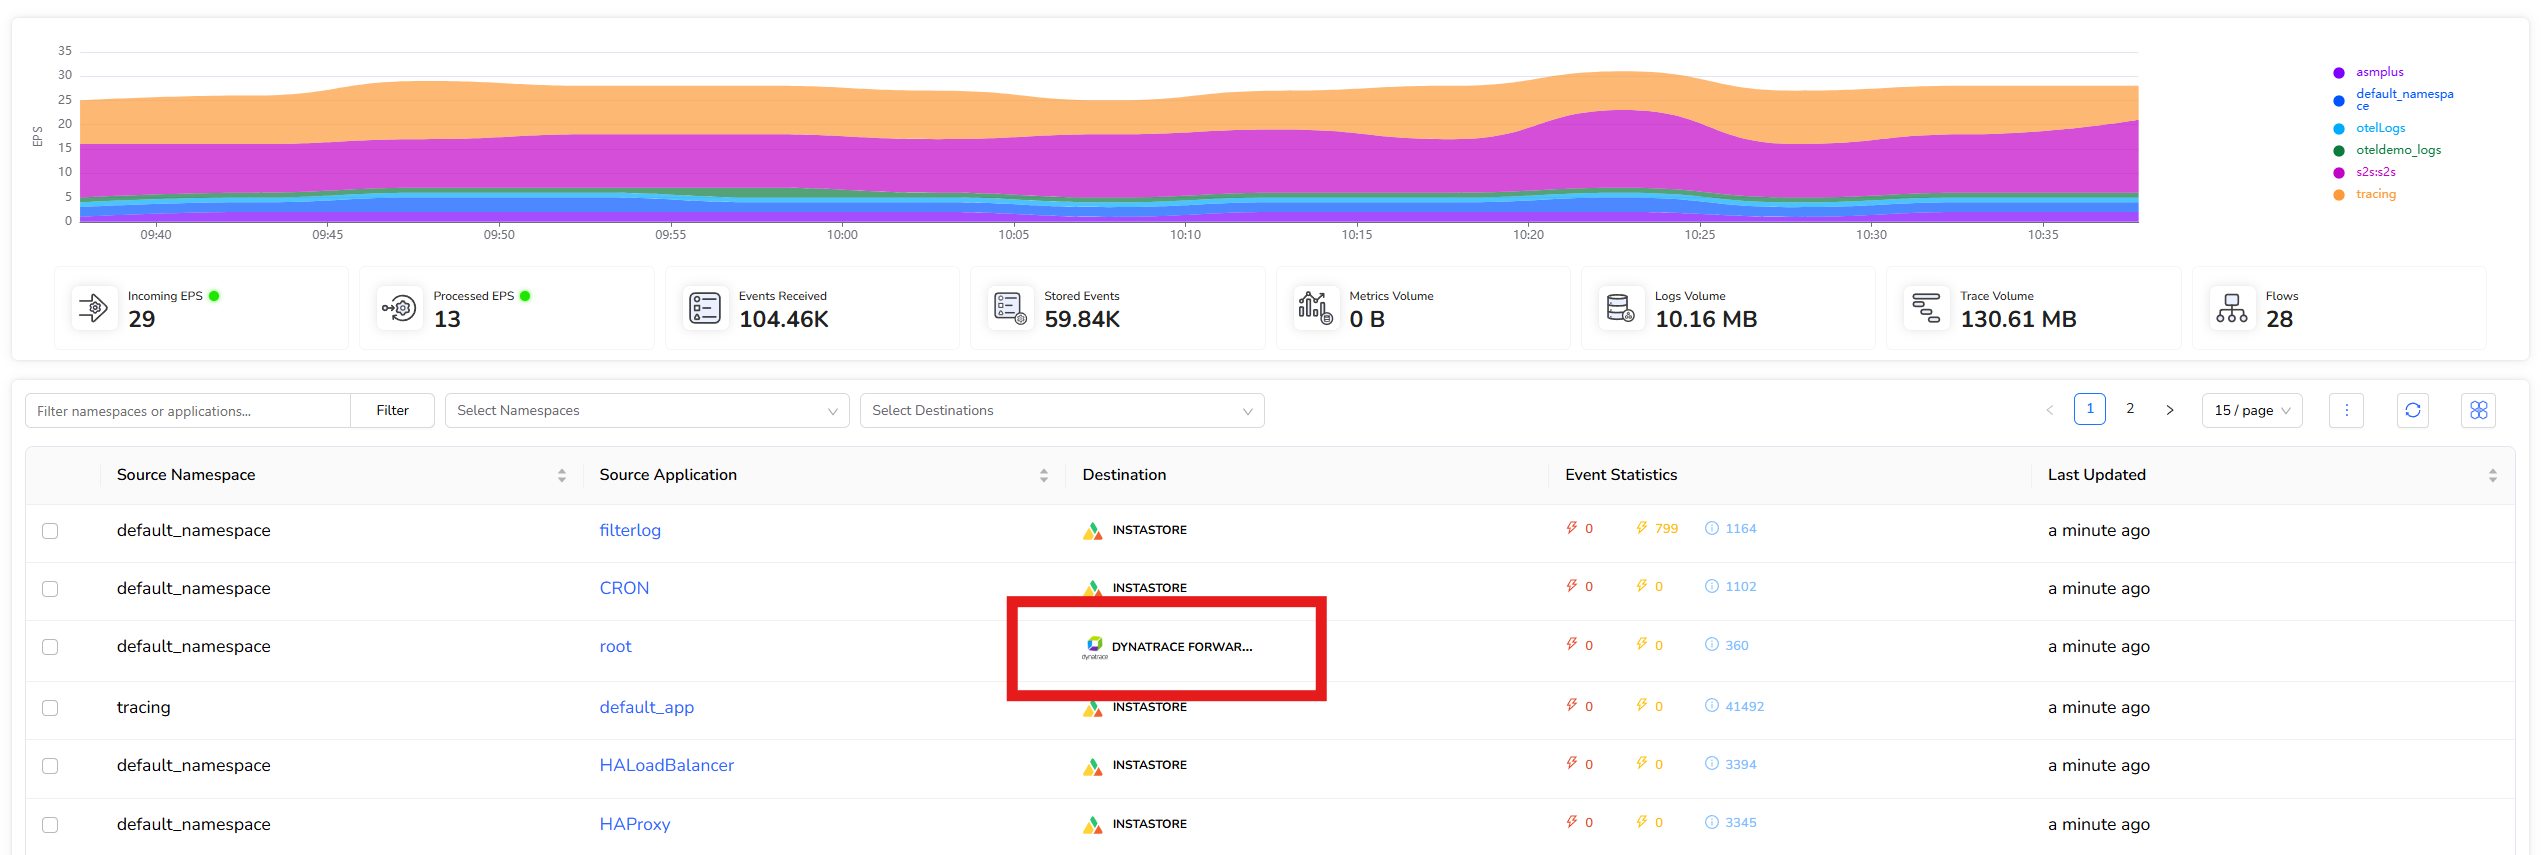 35
30
25
20
15
10
5
0
EPS
09:40 09:45 09:50 09:55 10:00 10:05 10:10 10:15 10:20 10:25 10:30 10:35
asmplus
default_namespa
ce
otelLogs
oteldemo_logs
s2s:s2s
tracing
Incoming EPS
29
Processed EPS
13
Events Received
104.46K
Stored Events
59.84K
Metrics Volume
0 B
Logs Volume
10.16 MB
Trace Volume
130.61 MB
Flows
28
Filter namespaces or applications... Filter Select Namespaces Select Destinations 1 2 15 / page
Source Namespace Source Application Destination Event Statistics Last Updated
default_namespace filterlog INSTASTORE 0 799 1164 a minute ago
default_namespace CRON INSTASTORE 0 0 1102 a minute ago
default_namespace root dynatrace DYNATRACE FORWAR... 0 0 360 a minute ago
tracing default_app INSTASTORE 0 0 41492 a minute ago
default_namespace HALoadBalancer INSTASTORE 0 0 3394 a minute ago
default_namespace HAProxy INSTASTORE 0 0 3345 a minute ago